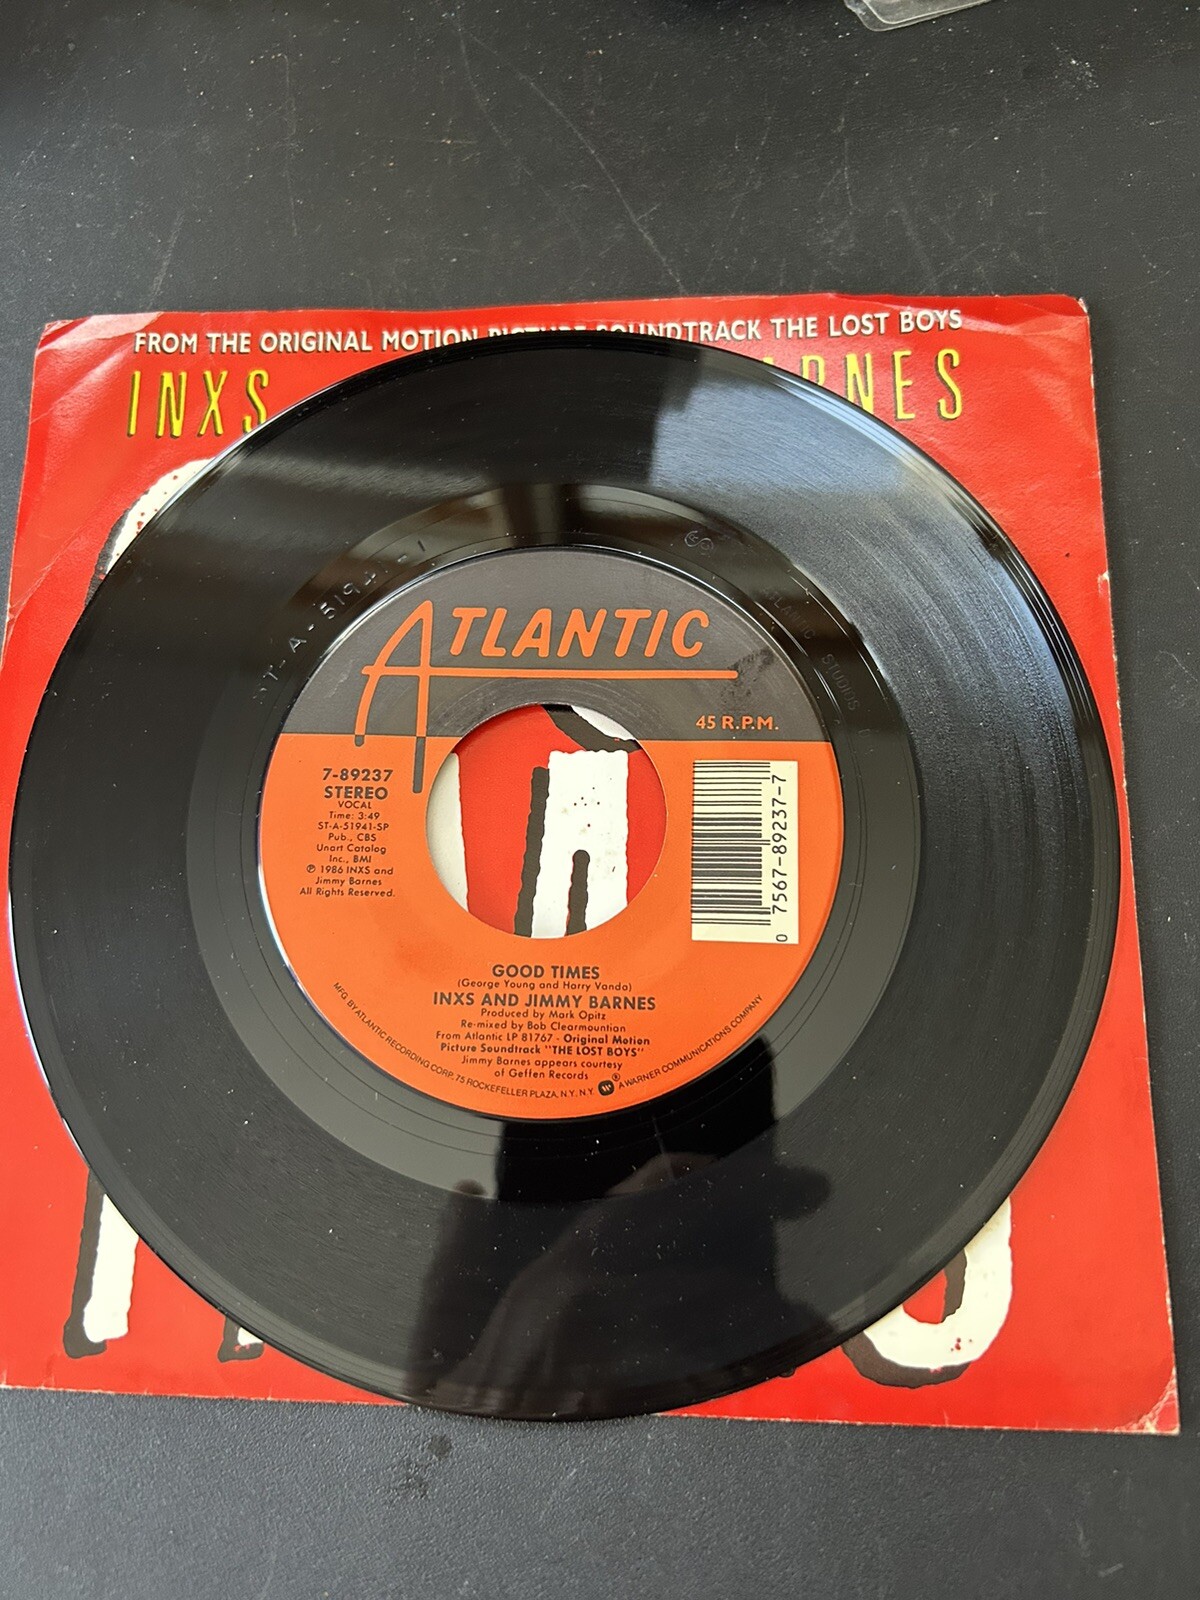 FROM THE ORIGINAL MOTION PICTURE SOUNDTRACK THE LOST BOYS
INXS
RNES
ATLANTIC
45 R.P.M.
7-89237
STEREO
VOCAL
Time: 3:49
ST-A-51941-SP
Pub., CBS
Unart Catalog
Inc., BMI
℗ 1986 INXS and
Jimmy Barnes
All Rights Reserved.
0 7567-89237-7
GOOD TIMES
(George Young and Harry Vanda)
INXS AND JIMMY BARNES
Produced by Mark Opitz
Re-mixed by Bob Clearmountian
From Atlantic LP 81767 - Original Motion
Picture Soundtrack "THE LOST BOYS"
Jimmy Barnes appears courtesy
of Geffen Records
MFG. BY ATLANTIC RECORDING CORP., 75 ROCKEFELLER PLAZA, N.Y., N.Y. ® A WARNER COMMUNICATIONS COMPANY
STUDIOS